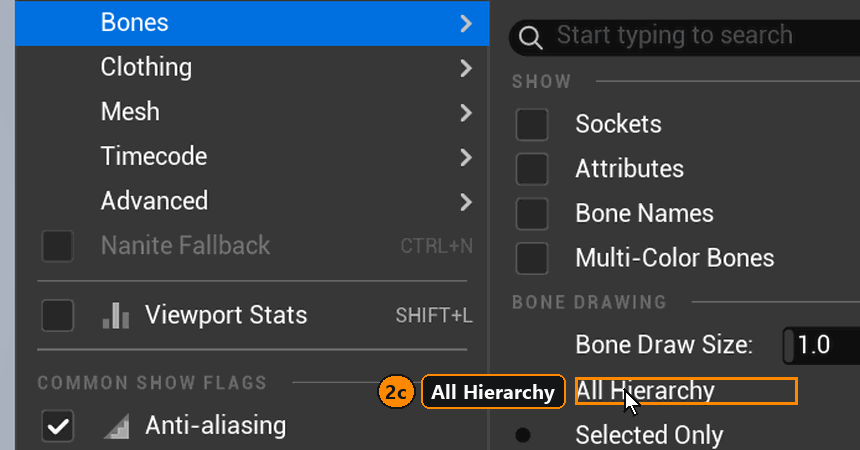 Bones
Clothing
Mesh
Timecode
Advanced
Nanite Fallback CTRL+N
Viewport Stats SHIFT+L
COMMON SHOW FLAGS
Anti-aliasing
Start typing to search
SHOW
Sockets
Attributes
Bone Names
Multi-Color Bones
BONE DRAWING
Bone Draw Size: 1.0
2c All Hierarchy
All Hierarchy
Selected Only